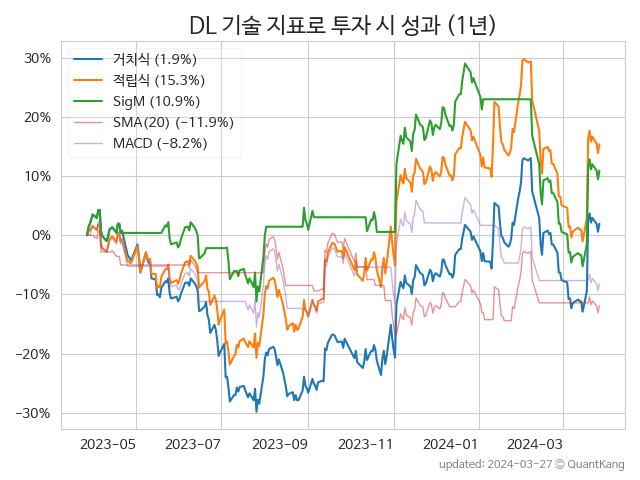 DL 기술 지표로 투자 시 성과 (1년)
30%
20%
10%
0%
−10%
−20%
−30%
거치식 (1.9%)
적립식 (15.3%)
SigM (10.9%)
SMA(20) (−11.9%)
MACD (−8.2%)
2023-05
2023-07
2023-09
2023-11
2024-01
2024-03
updated: 2024-03-27 © QuantKang